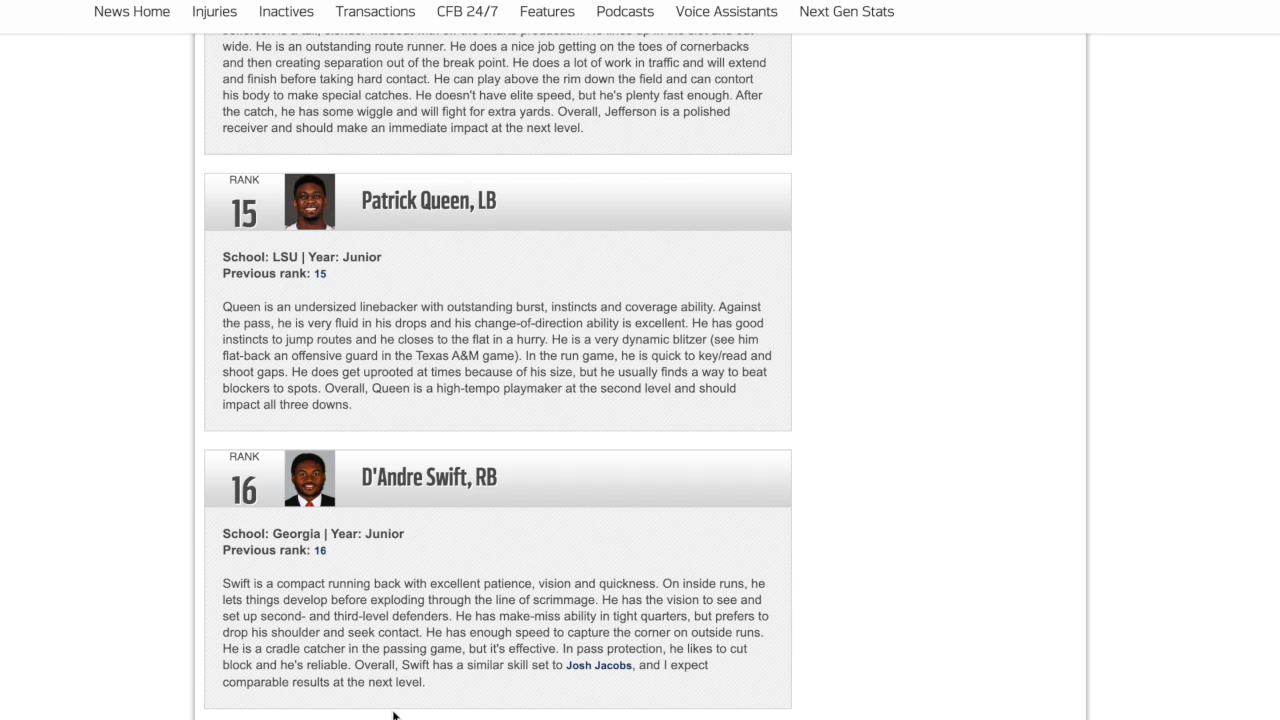 News Home Injuries Inactives Transactions CFB 24/7 Features Podcasts Voice Assistants Next Gen Stats
wide. He is an outstanding route runner. He does a nice job getting on the toes of cornerbacks
and then creating separation out of the break point. He does a lot of work in traffic and will extend
and finish before taking hard contact. He can play above the rim down the field and can contort
his body to make special catches. He doesn't have elite speed, but he's plenty fast enough. After
the catch, he has some wiggle and will fight for extra yards. Overall, Jefferson is a polished
receiver and should make an immediate impact at the next level.
RANK
15
Patrick Queen, LB
School: LSU | Year: Junior
Previous rank: 15
Queen is an undersized linebacker with outstanding burst, instincts and coverage ability. Against
the pass, he is very fluid in his drops and his change-of-direction ability is excellent. He has good
instincts to jump routes and he closes to the flat in a hurry. He is a very dynamic blitzer (see him
flat-back an offensive guard in the Texas A&M game). In the run game, he is quick to key/read and
shoot gaps. He does get uprooted at times because of his size, but he usually finds a way to beat
blockers to spots. Overall, Queen is a high-tempo playmaker at the second level and should
impact all three downs.
RANK
16
D'Andre Swift, RB
School: Georgia | Year: Junior
Previous rank: 16
Swift is a compact running back with excellent patience, vision and quickness. On inside runs, he
lets things develop before exploding through the line of scrimmage. He has the vision to see and
set up second- and third-level defenders. He has make-miss ability in tight quarters, but prefers to
drop his shoulder and seek contact. He has enough speed to capture the corner on outside runs.
He is a cradle catcher in the passing game, but it's effective. In pass protection, he likes to cut
block and he's reliable. Overall, Swift has a similar skill set to Josh Jacobs, and I expect
comparable results at the next level.